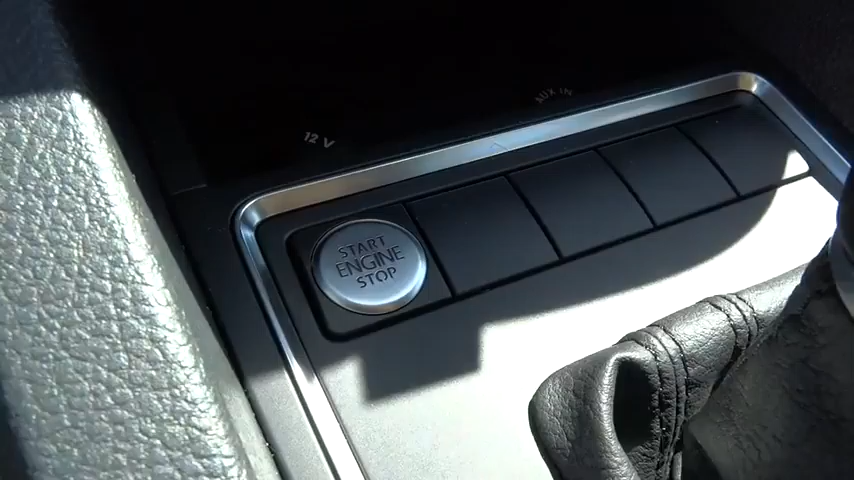 12 V
AUX IN
START
ENGINE
STOP